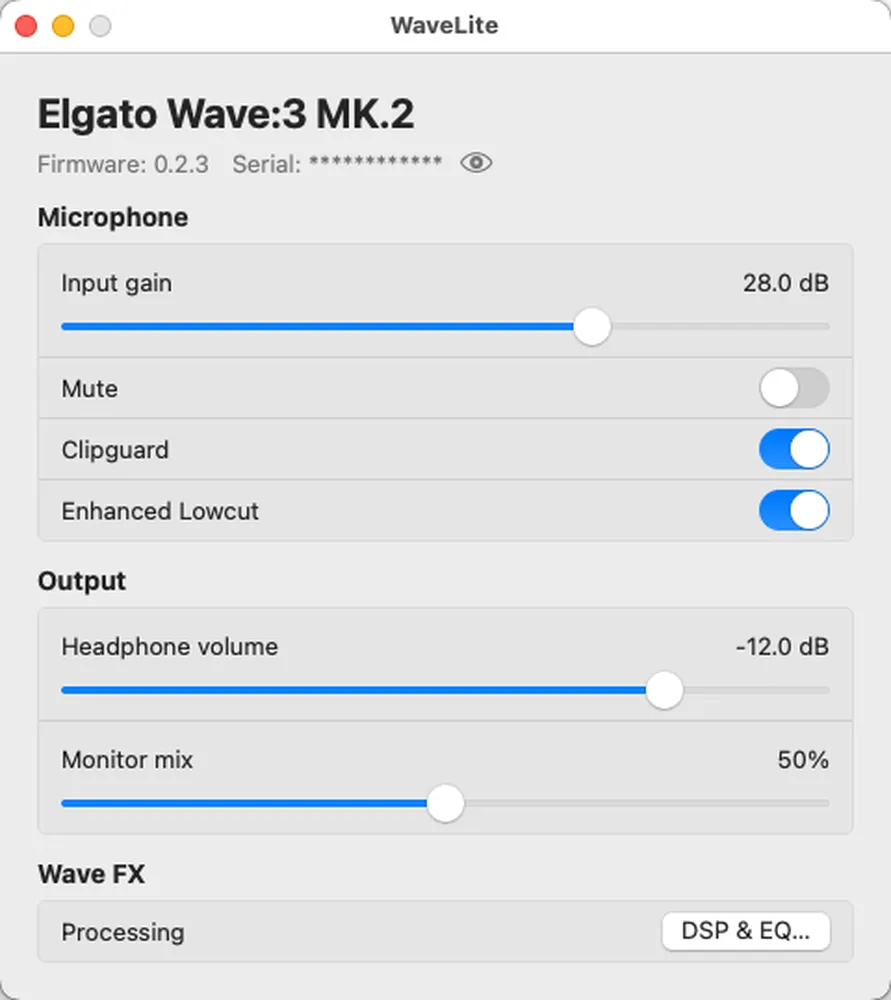 WaveLite
Elgato Wave:3 MK.2
Firmware: 0.2.3 Serial: ************
Microphone
Input gain 28.0 dB
Mute
Clipguard
Enhanced Lowcut
Output
Headphone volume -12.0 dB
Monitor mix 50%
Wave FX
Processing DSP & EQ...